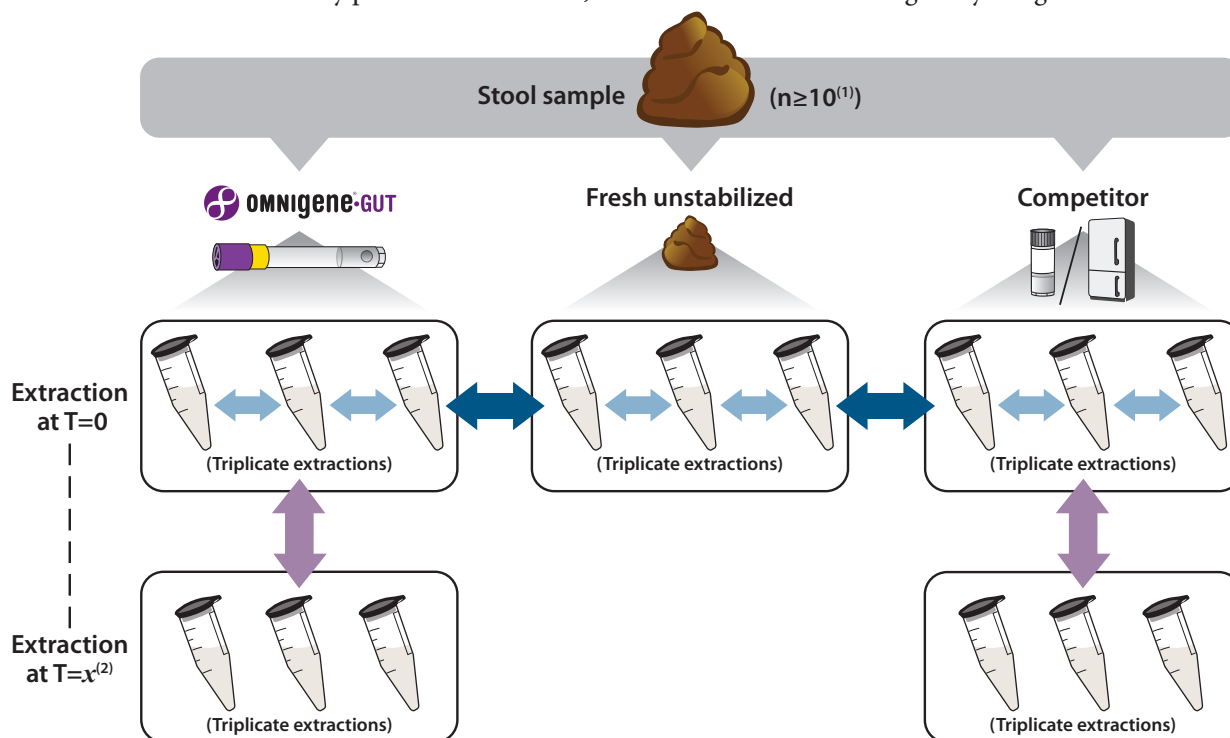 Stool sample (n≥10⁽¹⁾)
OMNIgene·GUT
Fresh unstabilized
Competitor
Extraction
at T=0
(Triplicate extractions)
(Triplicate extractions)
(Triplicate extractions)
Extraction
at T=x⁽²⁾
(Triplicate extractions)
(Triplicate extractions)